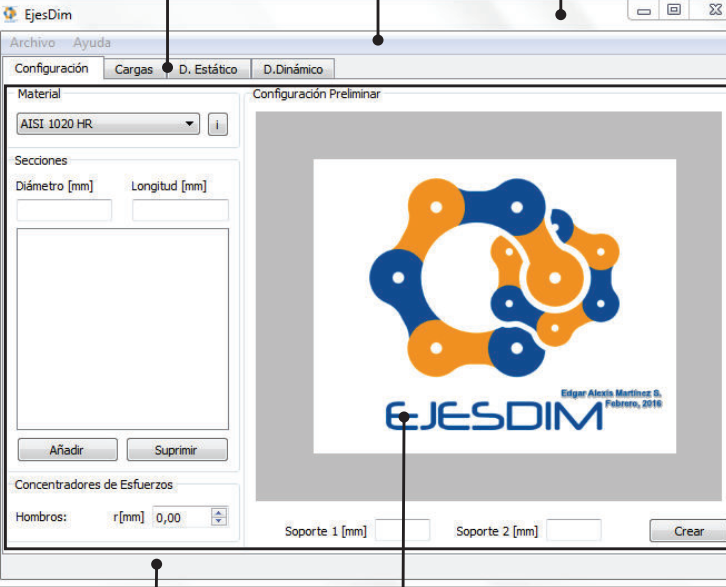 EjesDim
Archivo Ayuda
Configuración Cargas D. Estático D.Dinámico
Material
AISI 1020 HR
i
Secciones
Diámetro [mm] Longitud [mm]
Añadir Suprimir
Concentradores de Esfuerzos
Hombros: r[mm] 0,00
Configuración Preliminar
Edgar Alexis Martínez S.
Febrero, 2016
EJESDIM
Soporte 1 [mm] Soporte 2 [mm] Crear